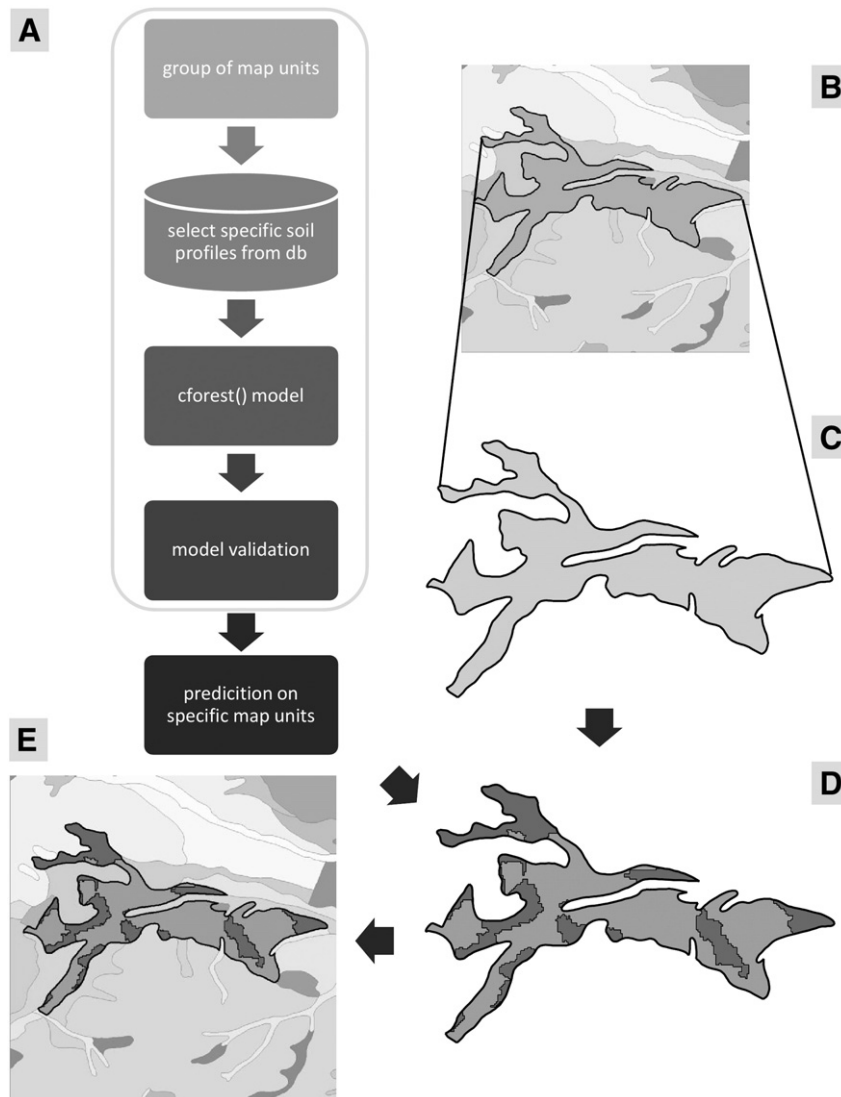 A
group of map units
select specific soil
profiles from db
cforest() model
model validation
predicition on
specific map units
B
C
D
E